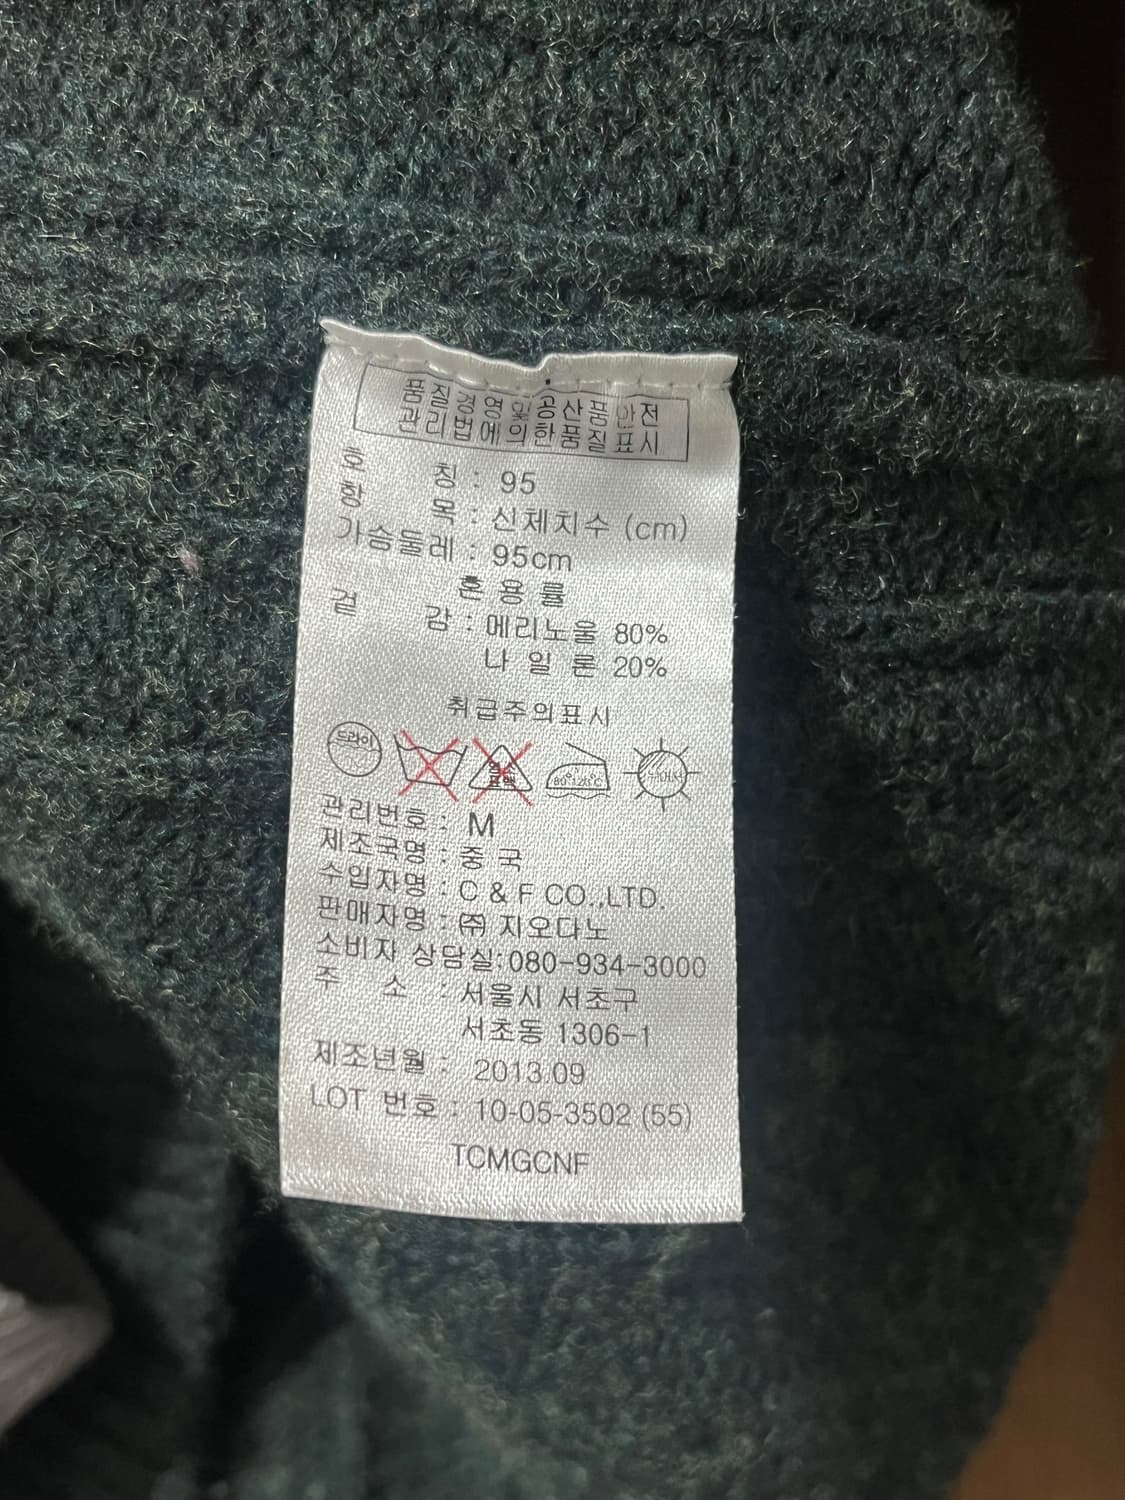 품질경영및공산품안전
관리법에의한품질표시
호 칭 : 95
항 목 : 신체치수 (cm)
가슴둘레 : 95cm
혼용률
겉 감 : 메리노울 80%
나일론 20%
취급주의표시
드라이
관리번호 : M
제조국명 : 중국
수입자명 : C & F CO.,LTD.
판매자명 : ㈜ 지오다노
소비자 상담실:080-934-3000
주 소 : 서울시 서초구
서초동 1306-1
제조년월 : 2013.09
LOT 번호 : 10-05-3502 (55)
TCMGCNF